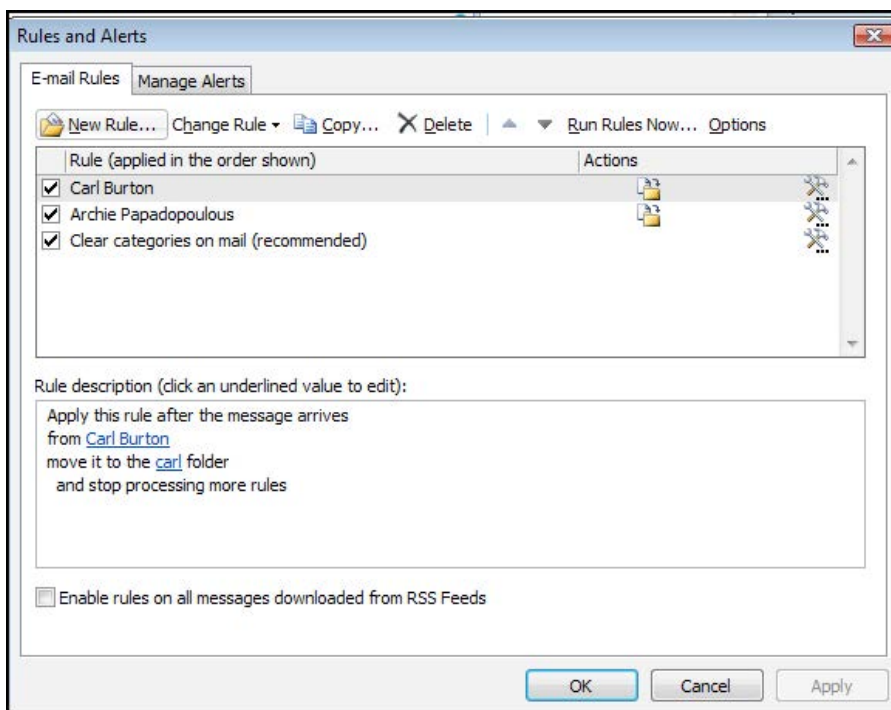 Rules and Alerts
E-mail Rules Manage Alerts
New Rule... Change Rule Copy... Delete Run Rules Now... Options
Rule (applied in the order shown) Actions
Carl Burton
Archie Papadopoulous
Clear categories on mail (recommended)
Rule description (click an underlined value to edit):
Apply this rule after the message arrives
from Carl Burton
move it to the carl folder
and stop processing more rules
Enable rules on all messages downloaded from RSS Feeds
OK Cancel Apply